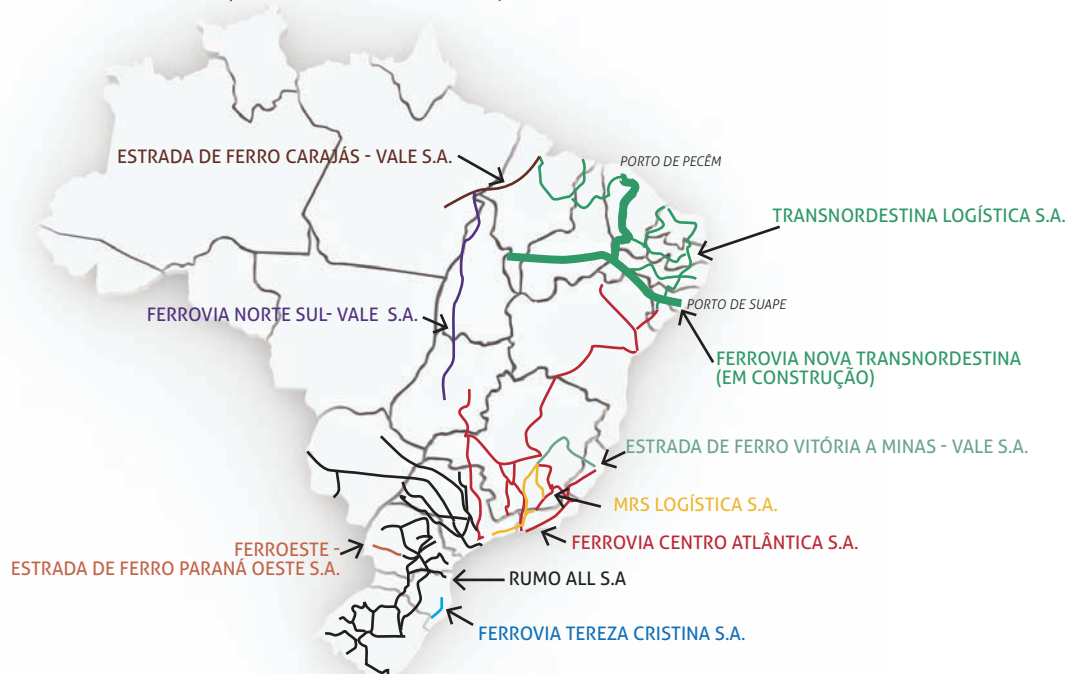 ESTRADA DE FERRO CARAJÁS - VALE S.A.
PORTO DE PECÊM
TRANSNORDESTINA LOGÍSTICA S.A.
FERROVIA NORTE SUL- VALE S.A.
PORTO DE SUAPE
FERROVIA NOVA TRANSNORDESTINA
(EM CONSTRUÇÃO)
ESTRADA DE FERRO VITÓRIA A MINAS - VALE S.A.
MRS LOGÍSTICA S.A.
FERROVIA CENTRO ATLÂNTICA S.A.
FERROESTE -
ESTRADA DE FERRO PARANÁ OESTE S.A.
RUMO ALL S.A
FERROVIA TEREZA CRISTINA S.A.